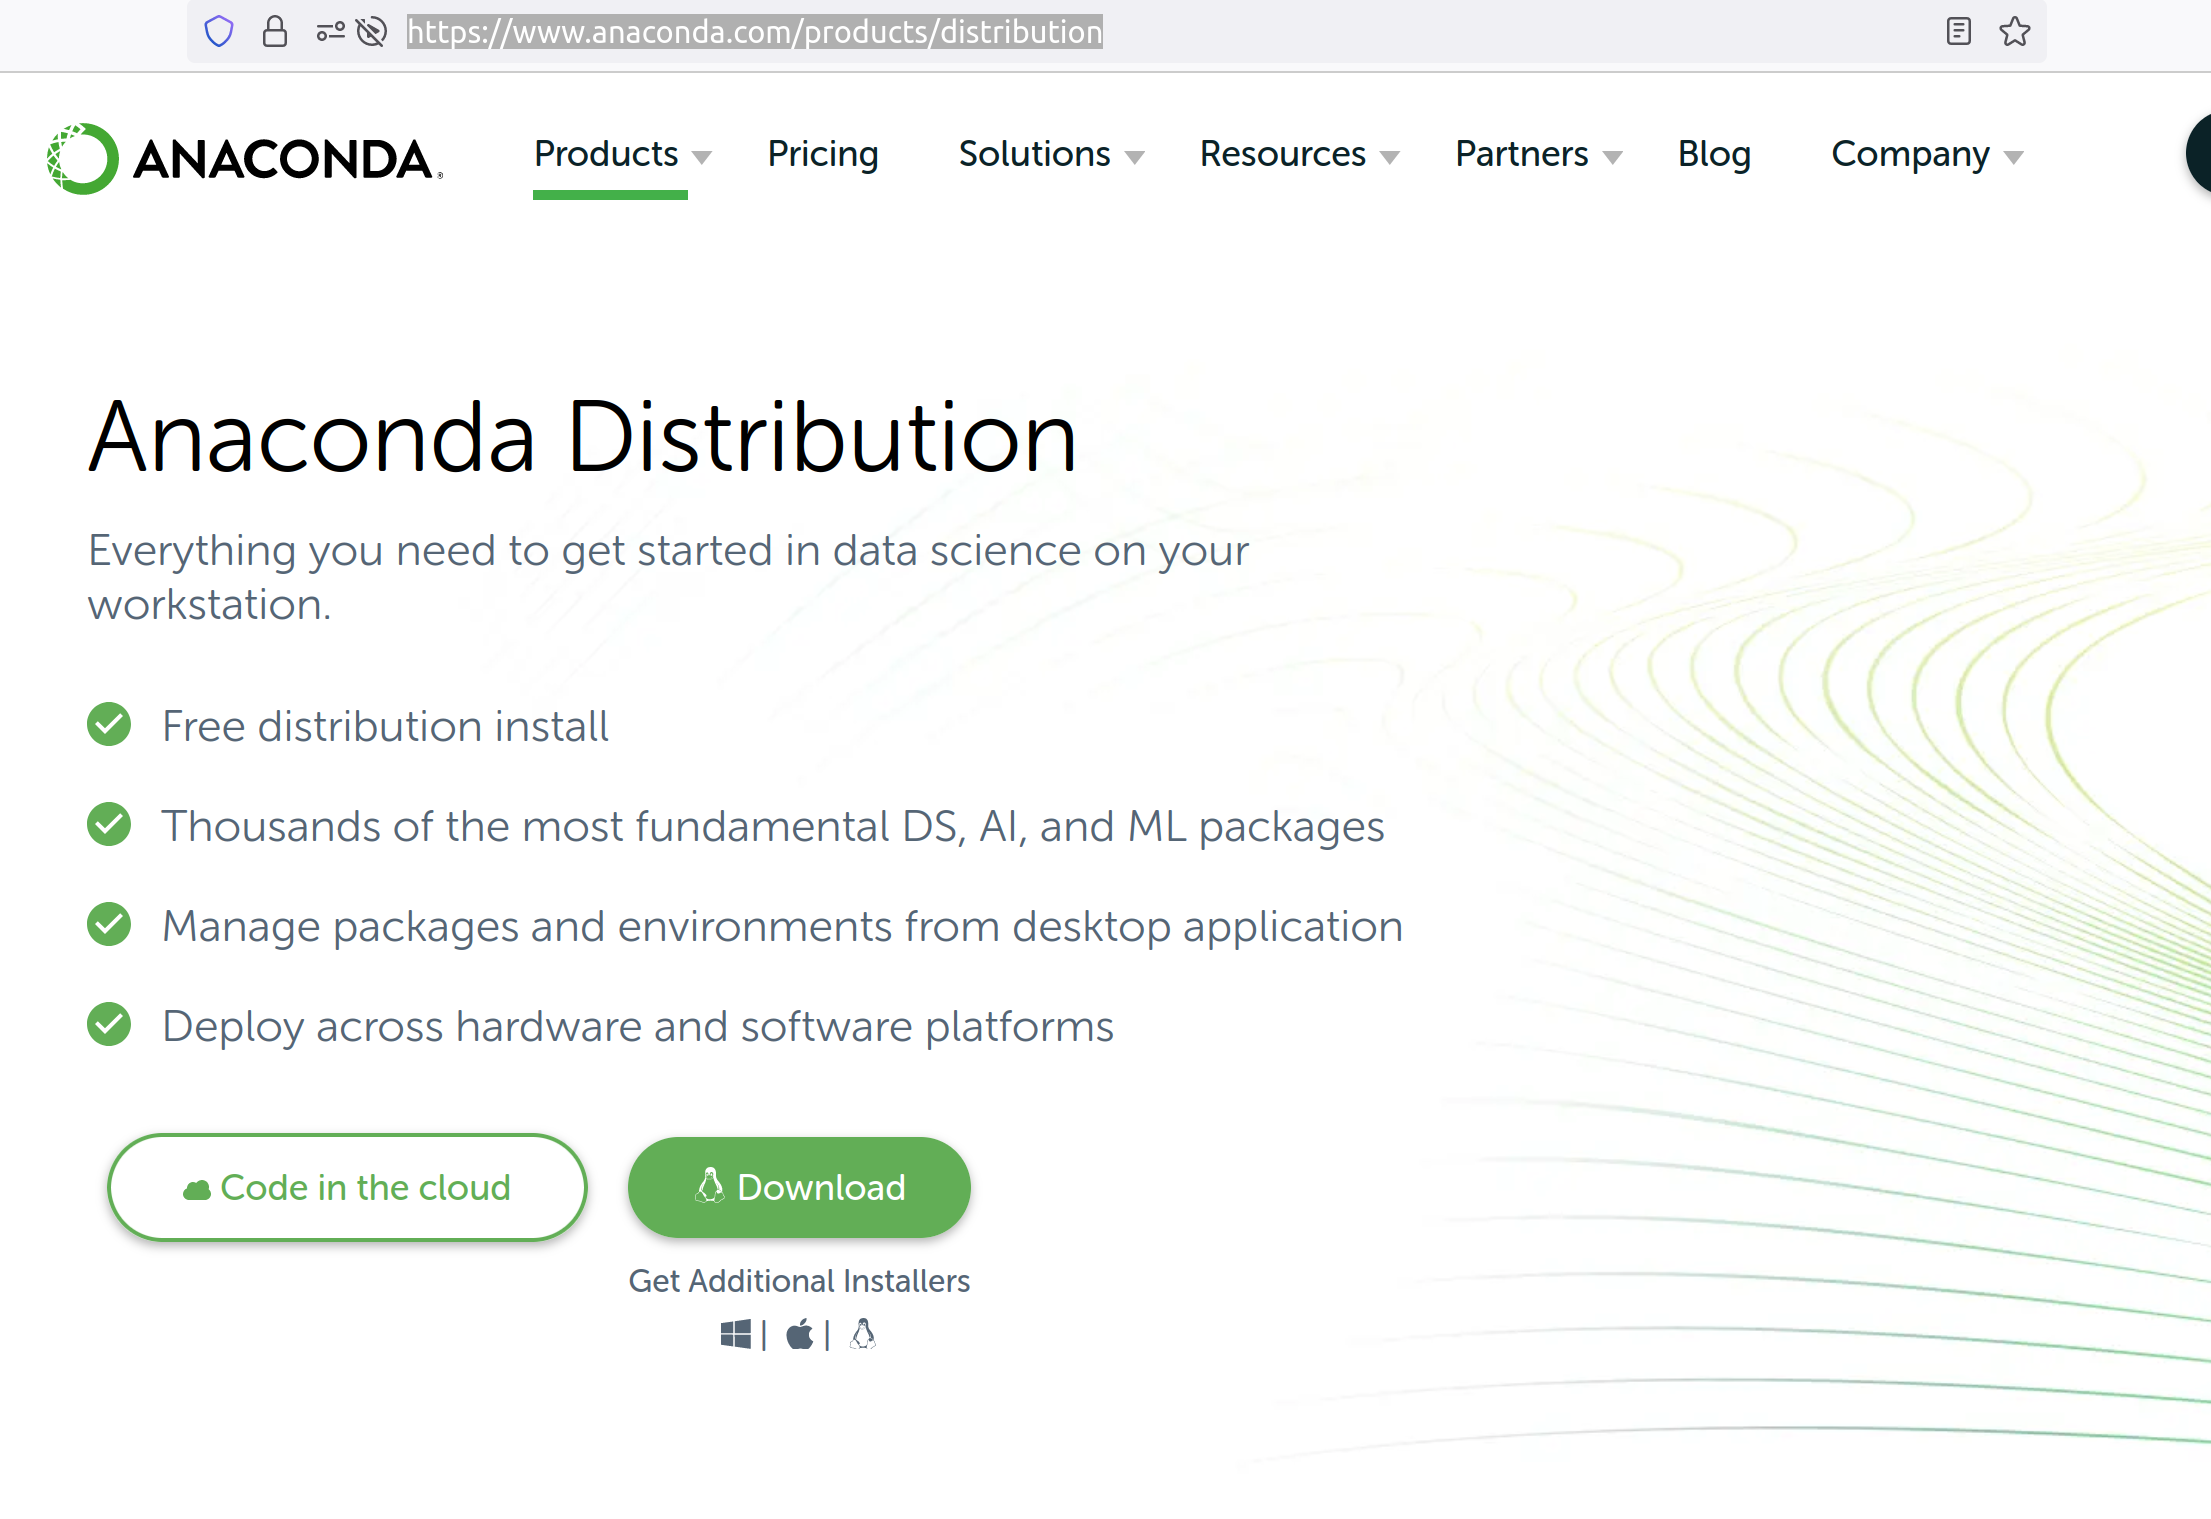 https://www.anaconda.com/products/distribution
ANACONDA.®
Products
Pricing
Solutions
Resources
Partners
Blog
Company
Anaconda Distribution
Everything you need to get started in data science on your
workstation.
Free distribution install
Thousands of the most fundamental DS, AI, and ML packages
Manage packages and environments from desktop application
Deploy across hardware and software platforms
Code in the cloud
Download
Get Additional Installers
| |